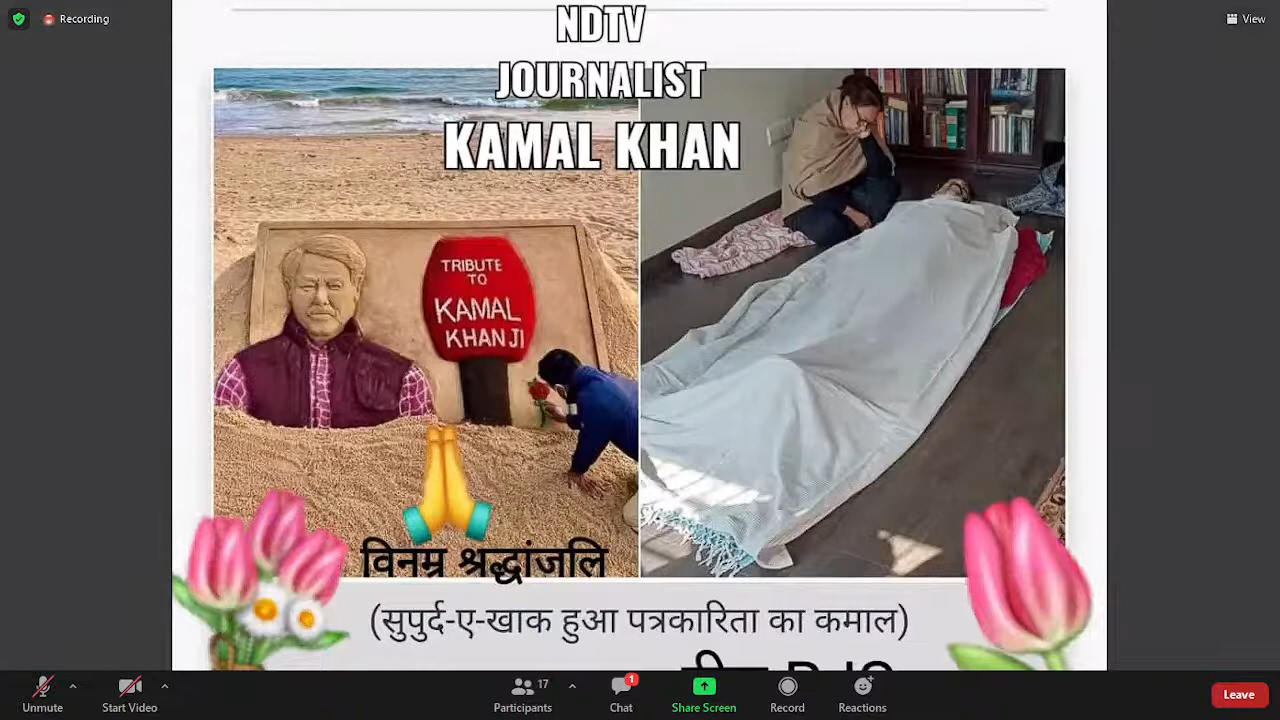 Recording
View
NDTV
JOURNALIST
KAMAL KHAN
TRIBUTE
TO
KAMAL
KHAN JI
विनम्र श्रद्धांजलि
(सुपुर्द-ए-खाक हुआ पत्रकारिता का कमाल)
Unmute
Start Video
17
Participants
1
Chat
Share Screen
Record
Reactions
Leave